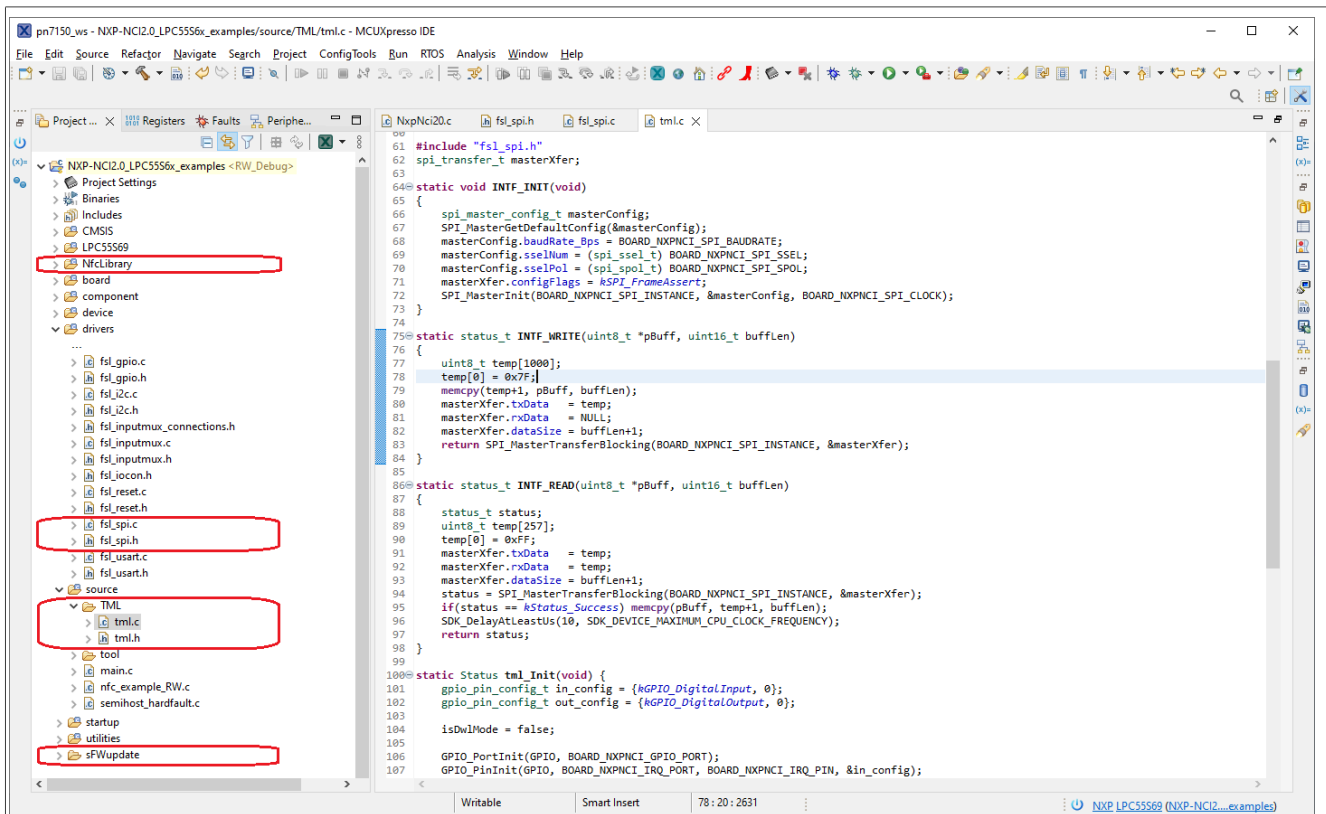 pn7150_ws - NXP-NCI2.0_LPC55S6x_examples/source/TML/tml.c - MCUXpresso IDE
File Edit Source Refactor Navigate Search Project ConfigTools Run RTOS Analysis Window Help
Project ... Registers Faults Periphe...
NXP-NCI2.0_LPC55S6x_examples <RW_Debug>
Project Settings
Binaries
Includes
CMSIS
LPC55S69
NfcLibrary
board
component
device
drivers
...
fsl_gpio.c
fsl_gpio.h
fsl_i2c.c
fsl_i2c.h
fsl_inputmux_connections.h
fsl_inputmux.c
fsl_inputmux.h
fsl_iocon.h
fsl_reset.c
fsl_reset.h
fsl_spi.c
fsl_spi.h
fsl_usart.c
fsl_usart.h
source
TML
tml.c
tml.h
tool
main.c
nfc_example_RW.c
semihost_hardfault.c
startup
utilities
sFWupdate
NxpNci20.c fsl_spi.h fsl_spi.c tml.c
61 #include "fsl_spi.h"
62 spi_transfer_t masterXfer;
63
64 static void INTF_INIT(void)
65 {
66 spi_master_config_t masterConfig;
67 SPI_MasterGetDefaultConfig(&masterConfig);
68 masterConfig.baudRate_Bps = BOARD_NXPNCI_SPI_BAUDRATE;
69 masterConfig.sselNum = (spi_ssel_t) BOARD_NXPNCI_SPI_SSEL;
70 masterConfig.sselPol = (spi_spol_t) BOARD_NXPNCI_SPI_SPOL;
71 masterXfer.configFlags = kSPI_FrameAssert;
72 SPI_MasterInit(BOARD_NXPNCI_SPI_INSTANCE, &masterConfig, BOARD_NXPNCI_SPI_CLOCK);
73 }
74
75 static status_t INTF_WRITE(uint8_t *pBuff, uint16_t buffLen)
76 {
77 uint8_t temp[1000];
78 temp[0] = 0x7F;
79 memcpy(temp+1, pBuff, buffLen);
80 masterXfer.txData = temp;
81 masterXfer.rxData = NULL;
82 masterXfer.dataSize = buffLen+1;
83 return SPI_MasterTransferBlocking(BOARD_NXPNCI_SPI_INSTANCE, &masterXfer);
84 }
85
86 static status_t INTF_READ(uint8_t *pBuff, uint16_t buffLen)
87 {
88 status_t status;
89 uint8_t temp[257];
90 temp[0] = 0xFF;
91 masterXfer.txData = temp;
92 masterXfer.rxData = temp;
93 masterXfer.dataSize = buffLen+1;
94 status = SPI_MasterTransferBlocking(BOARD_NXPNCI_SPI_INSTANCE, &masterXfer);
95 if(status == kStatus_Success) memcpy(pBuff, temp+1, buffLen);
96 SDK_DelayAtLeastUs(10, SDK_DEVICE_MAXIMUM_CPU_CLOCK_FREQUENCY);
97 return status;
98 }
99
100 static Status tml_Init(void) {
101 gpio_pin_config_t in_config = {kGPIO_DigitalInput, 0};
102 gpio_pin_config_t out_config = {kGPIO_DigitalOutput, 0};
103
104 isDwlMode = false;
105
106 GPIO_PortInit(GPIO, BOARD_NXPNCI_GPIO_PORT);
107 GPIO_PinInit(GPIO, BOARD_NXPNCI_IRQ_PORT, BOARD_NXPNCI_IRQ_PIN, &in_config);
Writable Smart Insert 78 : 20 : 2631 NXP LPC55S69 (NXP-NCI2....examples)